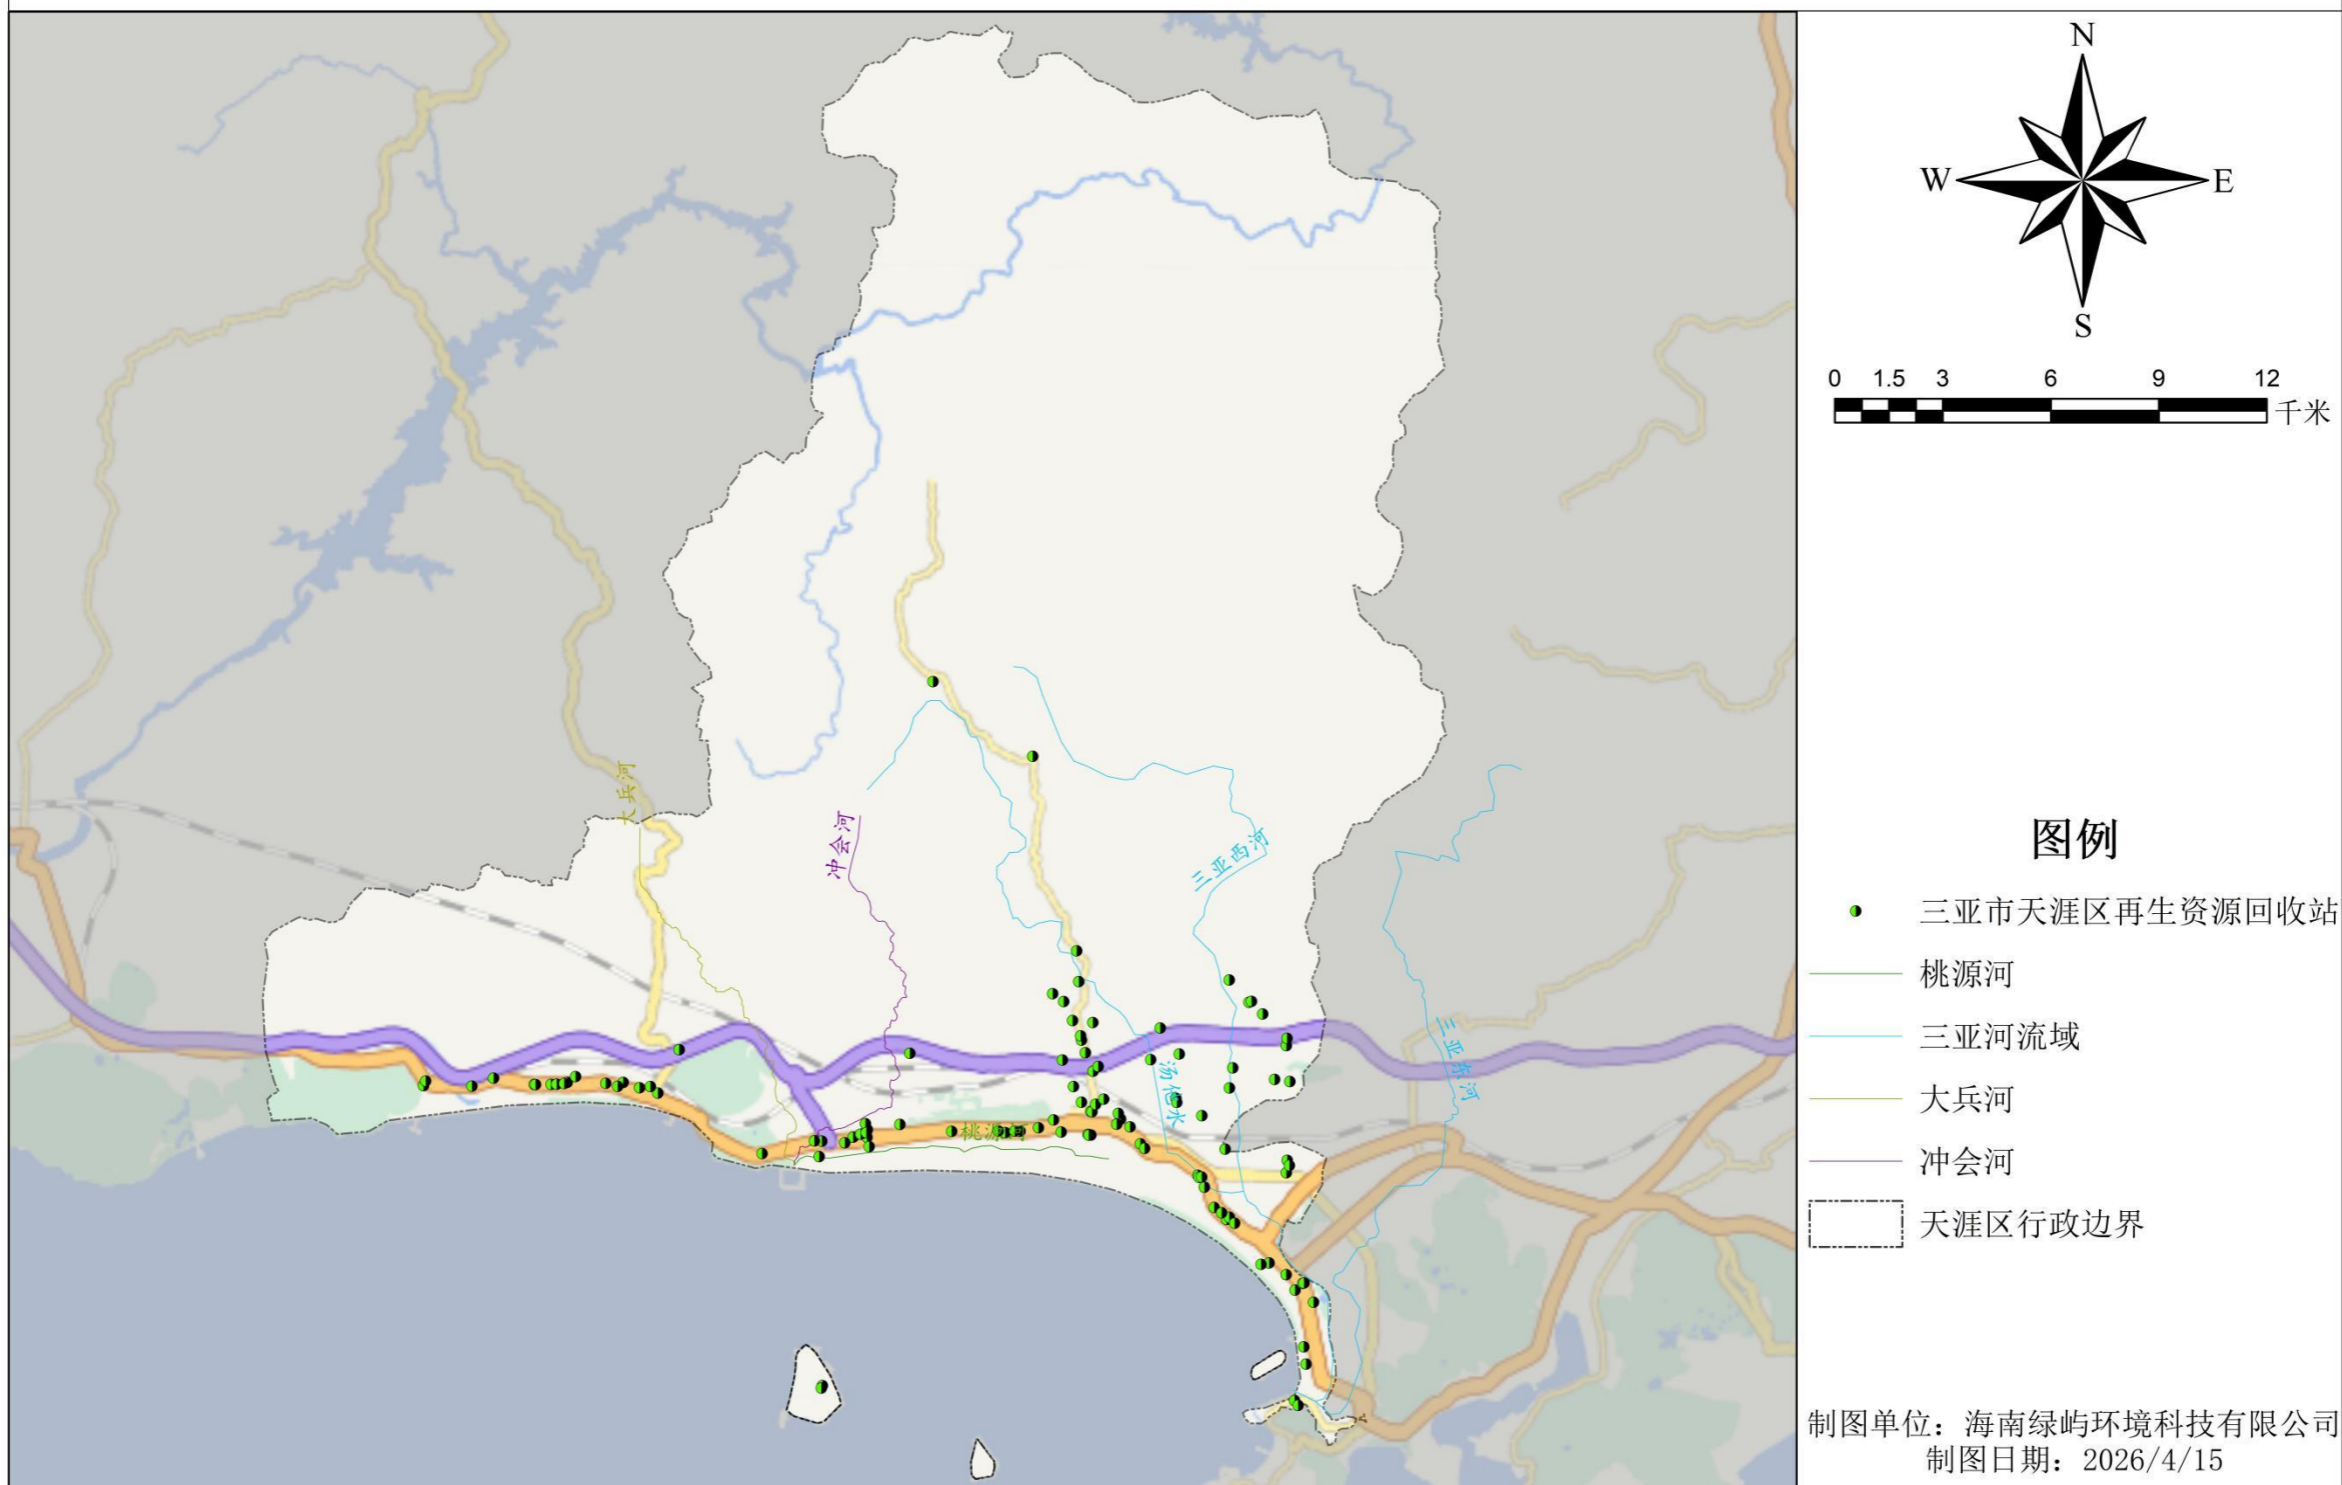 N
W
E
S
0 1.5 3 6 9 12
千米
大兵河
冲会河
三亚西河
三亚东河
汤他水
桃源河
图例
三亚市天涯区再生资源回收站
桃源河
三亚河流域
大兵河
冲会河
天涯区行政边界
制图单位：海南绿屿环境科技有限公司
制图日期：2026/4/15